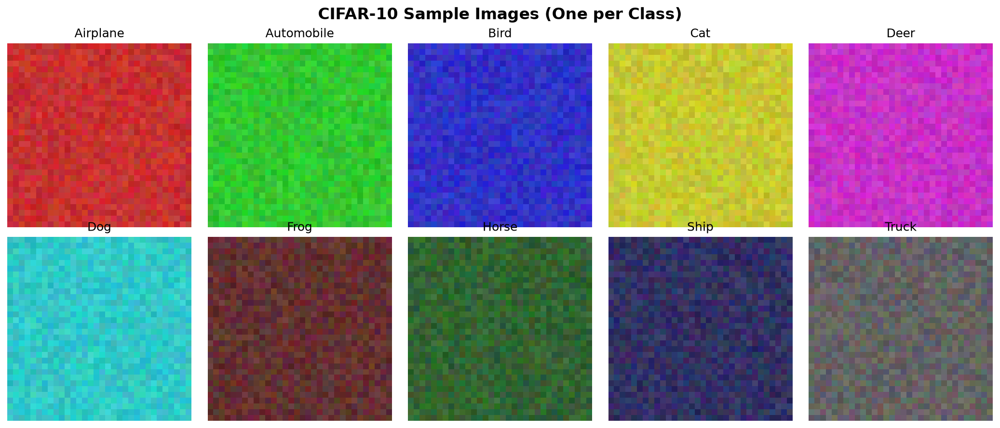 CIFAR-10 Sample Images (One per Class)
Airplane
Automobile
Bird
Cat
Deer
Dog
Frog
Horse
Ship
Truck